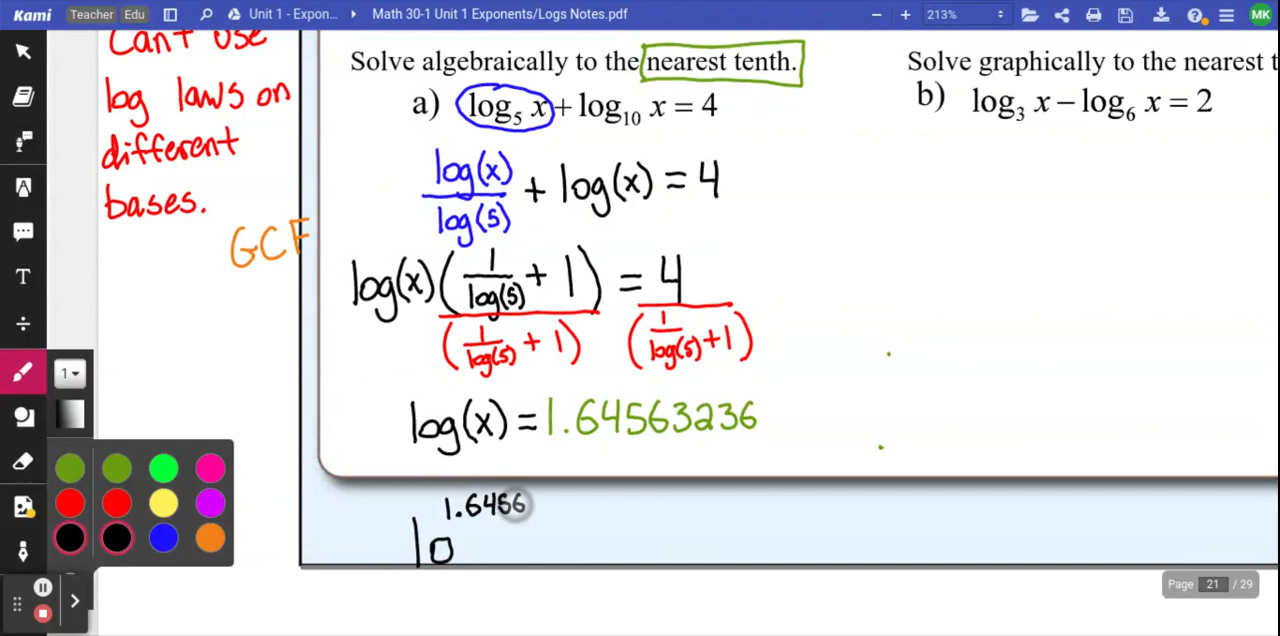 Kami Teacher Edu Unit 1 - Expon... Math 30-1 Unit 1 Exponents/Logs Notes.pdf 213% MK
Can't use
log laws on
different
bases.
GCF
Solve algebraically to the nearest tenth.
a) log₅ x + log₁₀ x = 4
log(x)/log(5) + log(x) = 4
log(x)(1/log(5) + 1) = 4
(1/log(5) + 1) (1/log(5) + 1)
log(x) = 1.64563236
10^1.6456
Solve graphically to the nearest t
b) log₃ x − log₆ x = 2
T
1
Page 21 / 29